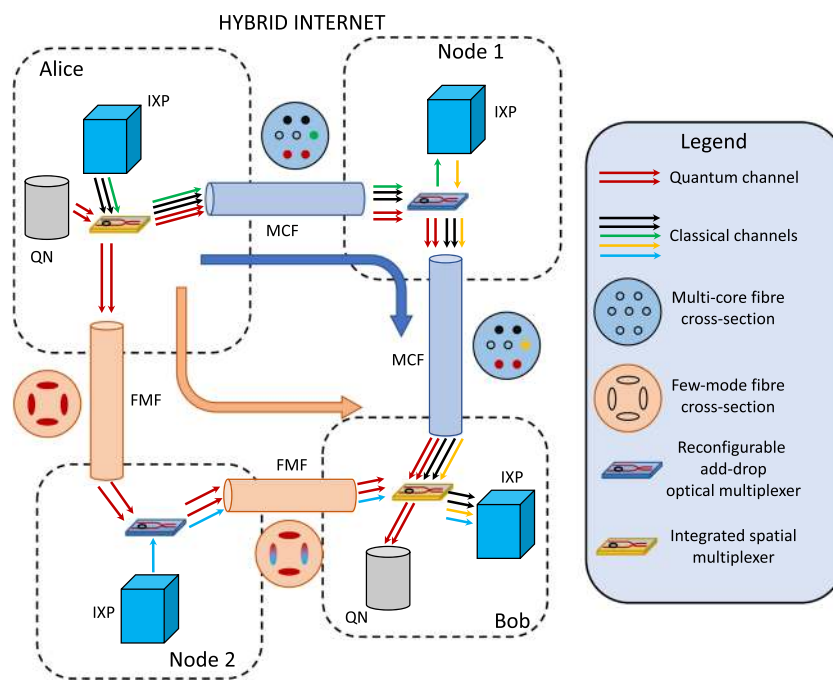 HYBRID INTERNET
Alice
Node 1
IXP
IXP
QN
MCF
MCF
FMF
FMF
IXP
IXP
QN
Node 2
Bob
Legend
Quantum channel
Classical channels
Multi-core fibre
cross-section
Few-mode fibre
cross-section
Reconfigurable
add-drop
optical multiplexer
Integrated spatial
multiplexer